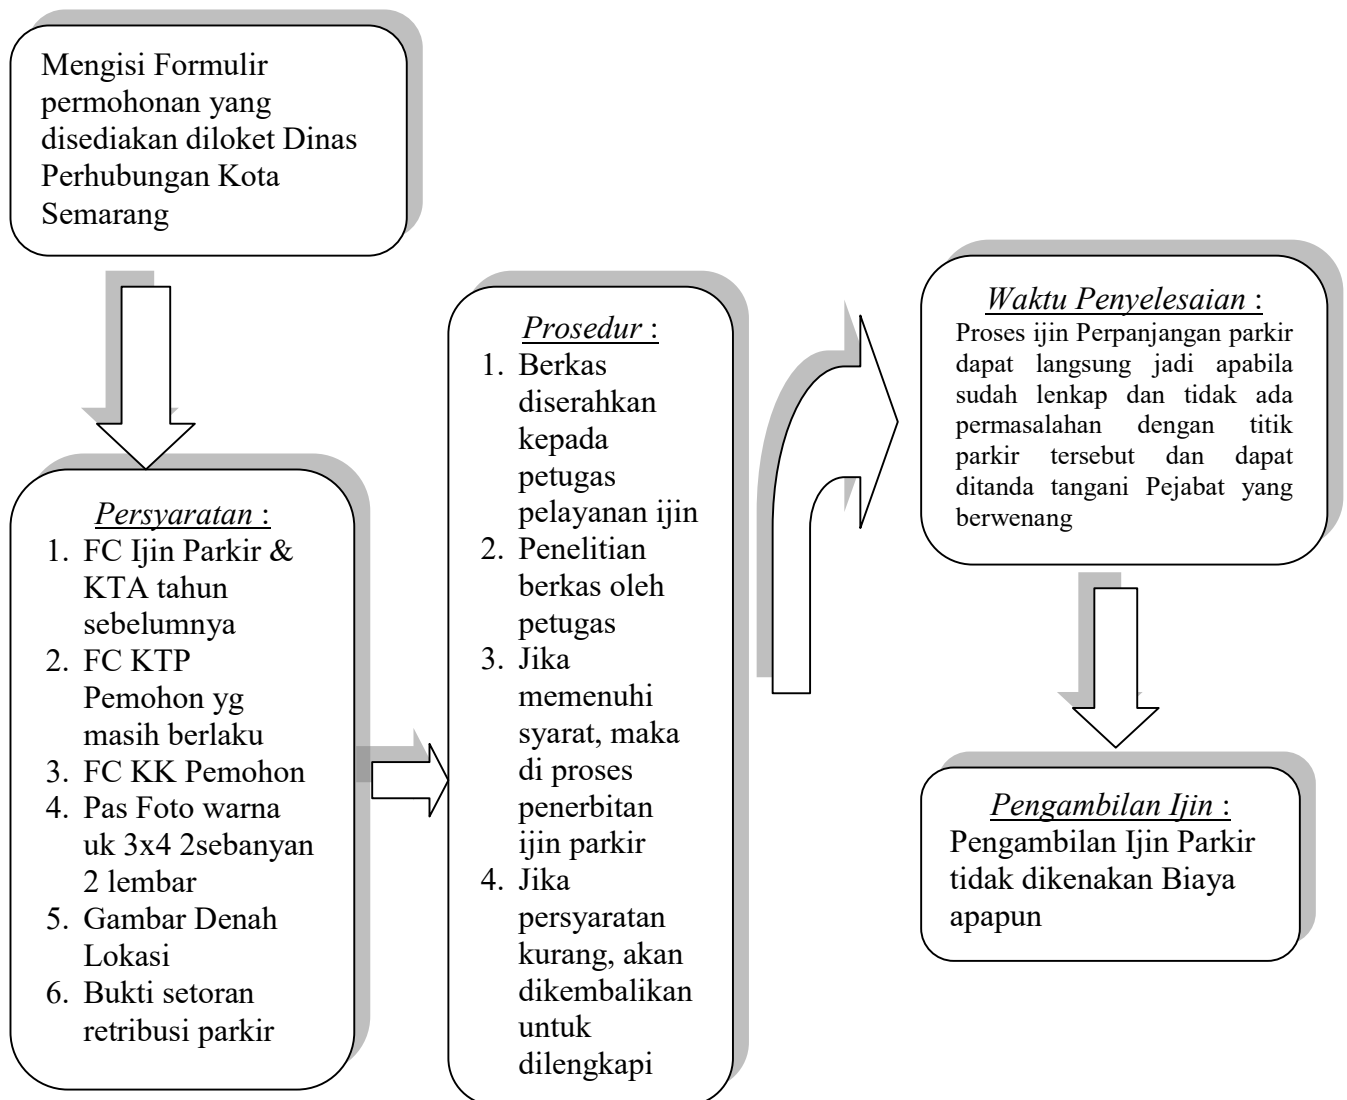 Mengisi Formulir
permohonan yang
disediakan diloket Dinas
Perhubungan Kota
Semarang
Persyaratan :
1. FC Ijin Parkir &
KTA tahun
sebelumnya
2. FC KTP
Pemohon yg
masih berlaku
3. FC KK Pemohon
4. Pas Foto warna
uk 3x4 2sebanyan
2 lembar
5. Gambar Denah
Lokasi
6. Bukti setoran
retribusi parkir
Prosedur :
1. Berkas
diserahkan
kepada
petugas
pelayanan ijin
2. Penelitian
berkas oleh
petugas
3. Jika
memenuhi
syarat, maka
di proses
penerbitan
ijin parkir
4. Jika
persyaratan
kurang, akan
dikembalikan
untuk
dilengkapi
Waktu Penyelesaian :
Proses ijin Perpanjangan parkir
dapat langsung jadi apabila
sudah lenkap dan tidak ada
permasalahan dengan titik
parkir tersebut dan dapat
ditanda tangani Pejabat yang
berwenang
Pengambilan Ijin :
Pengambilan Ijin Parkir
tidak dikenakan Biaya
apapun